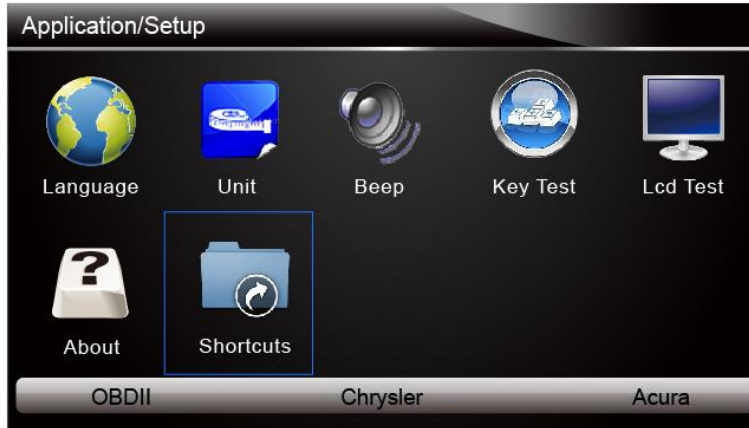 Application/Setup
Language Unit Beep Key Test Lcd Test
About Shortcuts
OBDII Chrysler Acura